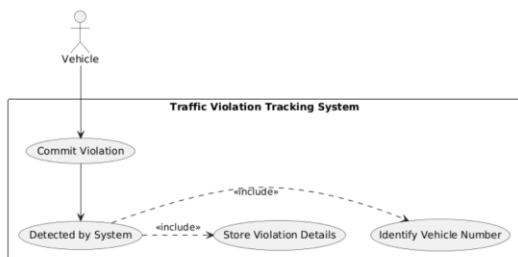 Vehicle
Traffic Violation Tracking System
Commit Violation
«include»
«include»
Detected by System
Store Violation Details
Identify Vehicle Number